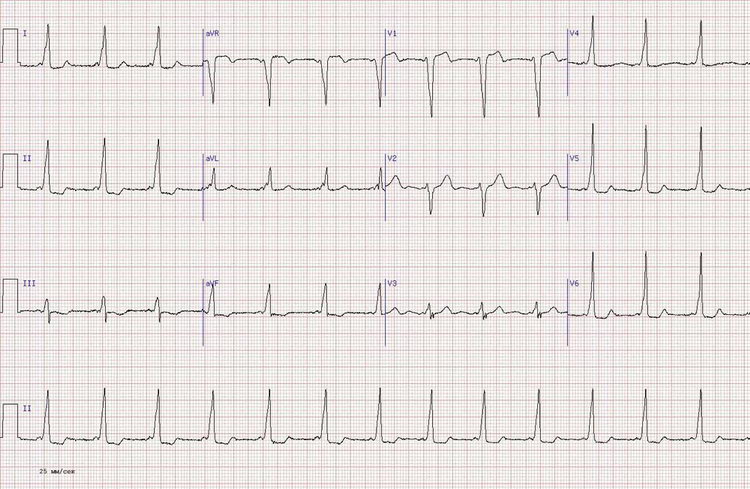 I aVR V1 V4
II aVL V2 V5
III aVF V3 V6
II
25 мм/сек